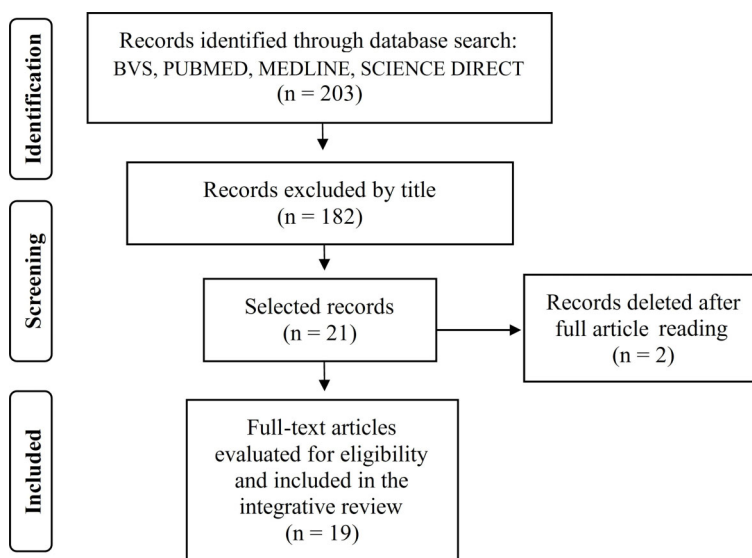 Identification
Records identified through database search:
BVS, PUBMED, MEDLINE, SCIENCE DIRECT
(n = 203)
Records excluded by title
(n = 182)
Screening
Selected records
(n = 21)
Records deleted after
full article reading
(n = 2)
Included
Full-text articles
evaluated for eligibility
and included in the
integrative review
(n = 19)